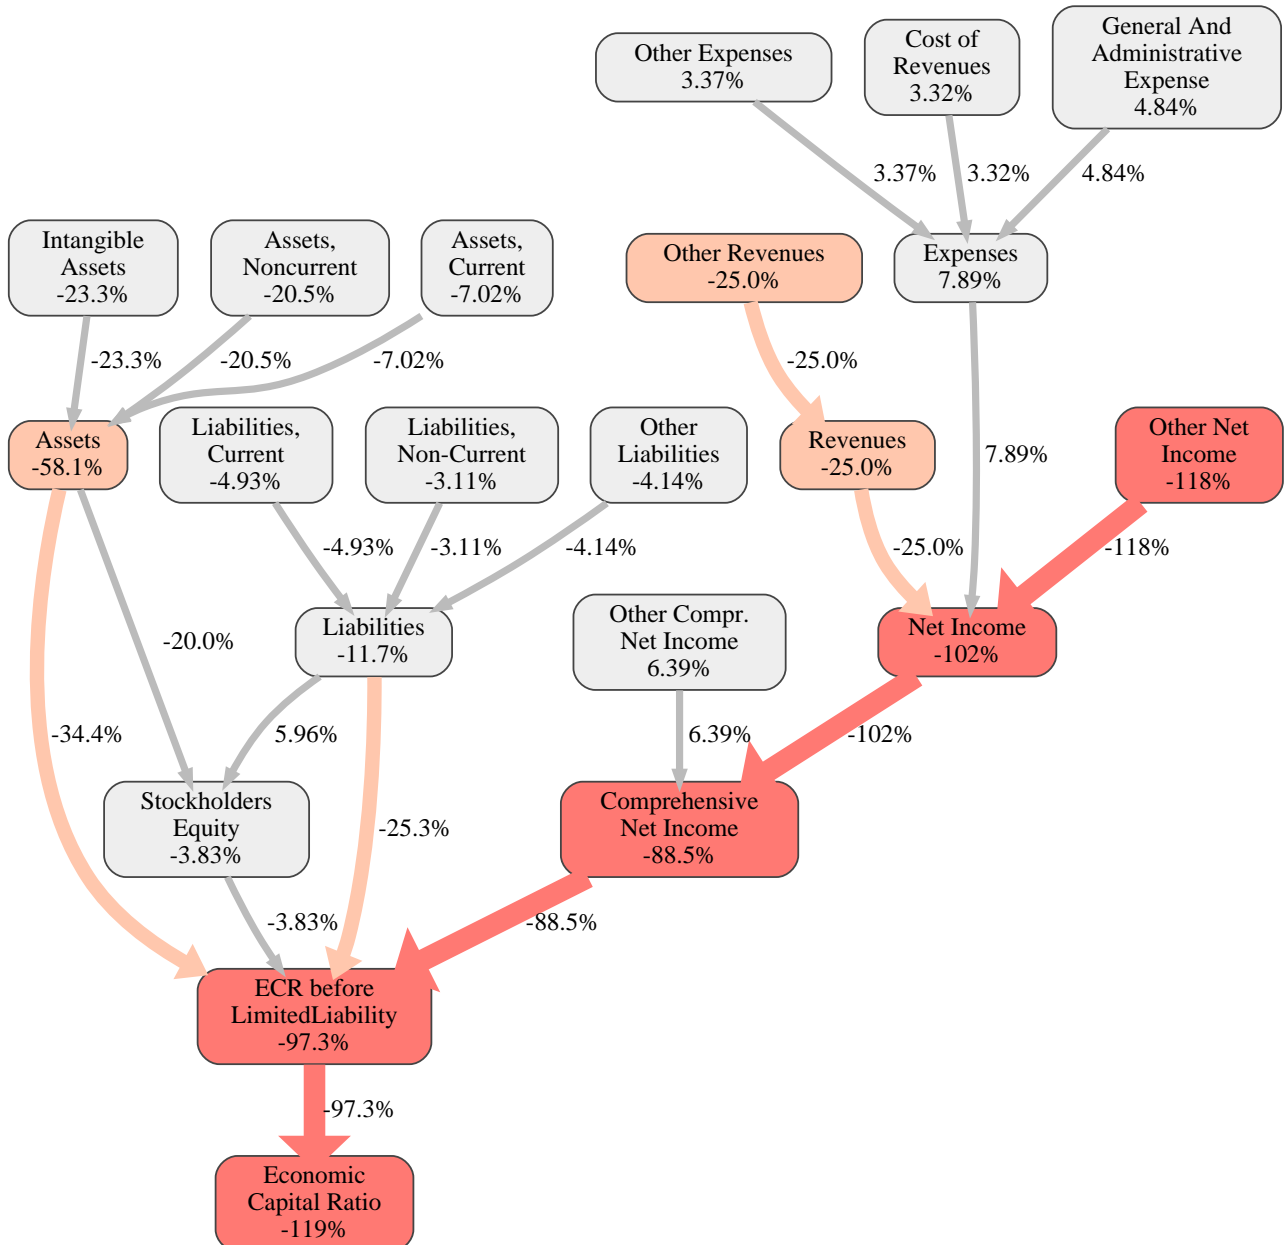 Other Expenses
3.37%
Cost of
Revenues
3.32%
General And
Administrative
Expense
4.84%
3.37%
3.32%
4.84%
Intangible
Assets
-23.3%
Assets,
Noncurrent
-20.5%
Assets,
Current
-7.02%
Other Revenues
-25.0%
Expenses
7.89%
-23.3%
-20.5%
-7.02%
-25.0%
Assets
-58.1%
Liabilities,
Current
-4.93%
Liabilities,
Non-Current
-3.11%
Other
Liabilities
-4.14%
Revenues
-25.0%
7.89%
Other Net
Income
-118%
-4.93%
-3.11%
-4.14%
-25.0%
-118%
-20.0%
Liabilities
-11.7%
Other Compr.
Net Income
6.39%
Net Income
-102%
-34.4%
5.96%
6.39%
-102%
Stockholders
Equity
-3.83%
-25.3%
Comprehensive
Net Income
-88.5%
-3.83%
-88.5%
ECR before
LimitedLiability
-97.3%
-97.3%
Economic
Capital Ratio
-119%